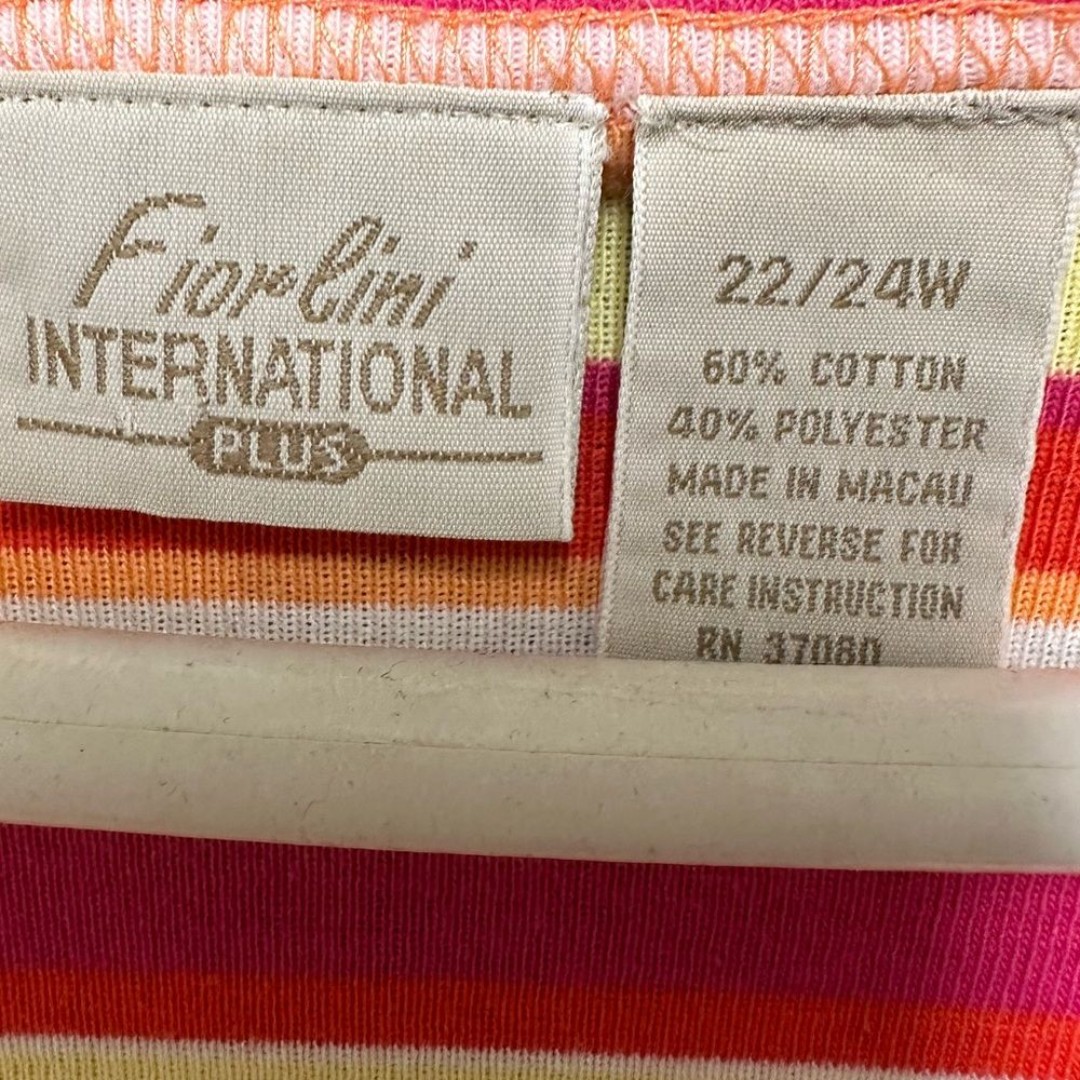 Fiorlini
INTERNATIONAL
PLUS
22/24W
60% COTTON
40% POLYESTER
MADE IN MACAU
SEE REVERSE FOR
CARE INSTRUCTION
RN 37080